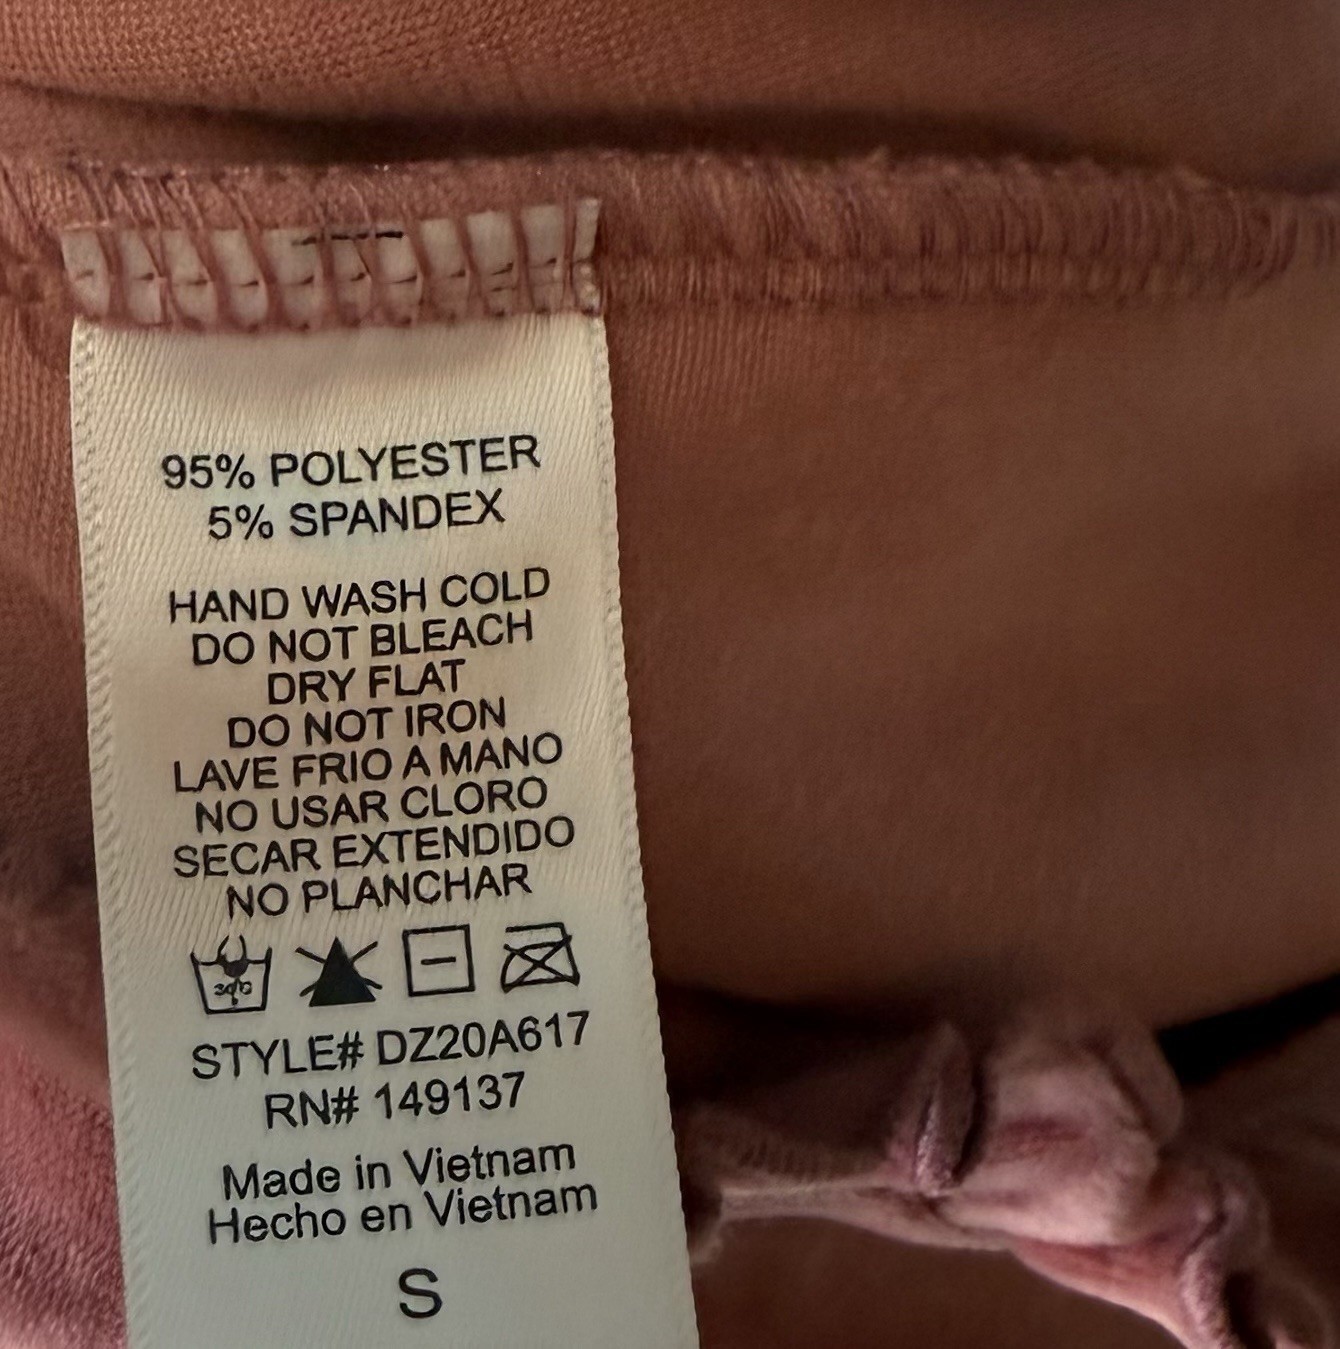 95% POLYESTER
5% SPANDEX
HAND WASH COLD
DO NOT BLEACH
DRY FLAT
DO NOT IRON
LAVE FRIO A MANO
NO USAR CLORO
SECAR EXTENDIDO
NO PLANCHAR
STYLE# DZ20A617
RN# 149137
Made in Vietnam
Hecho en Vietnam
S